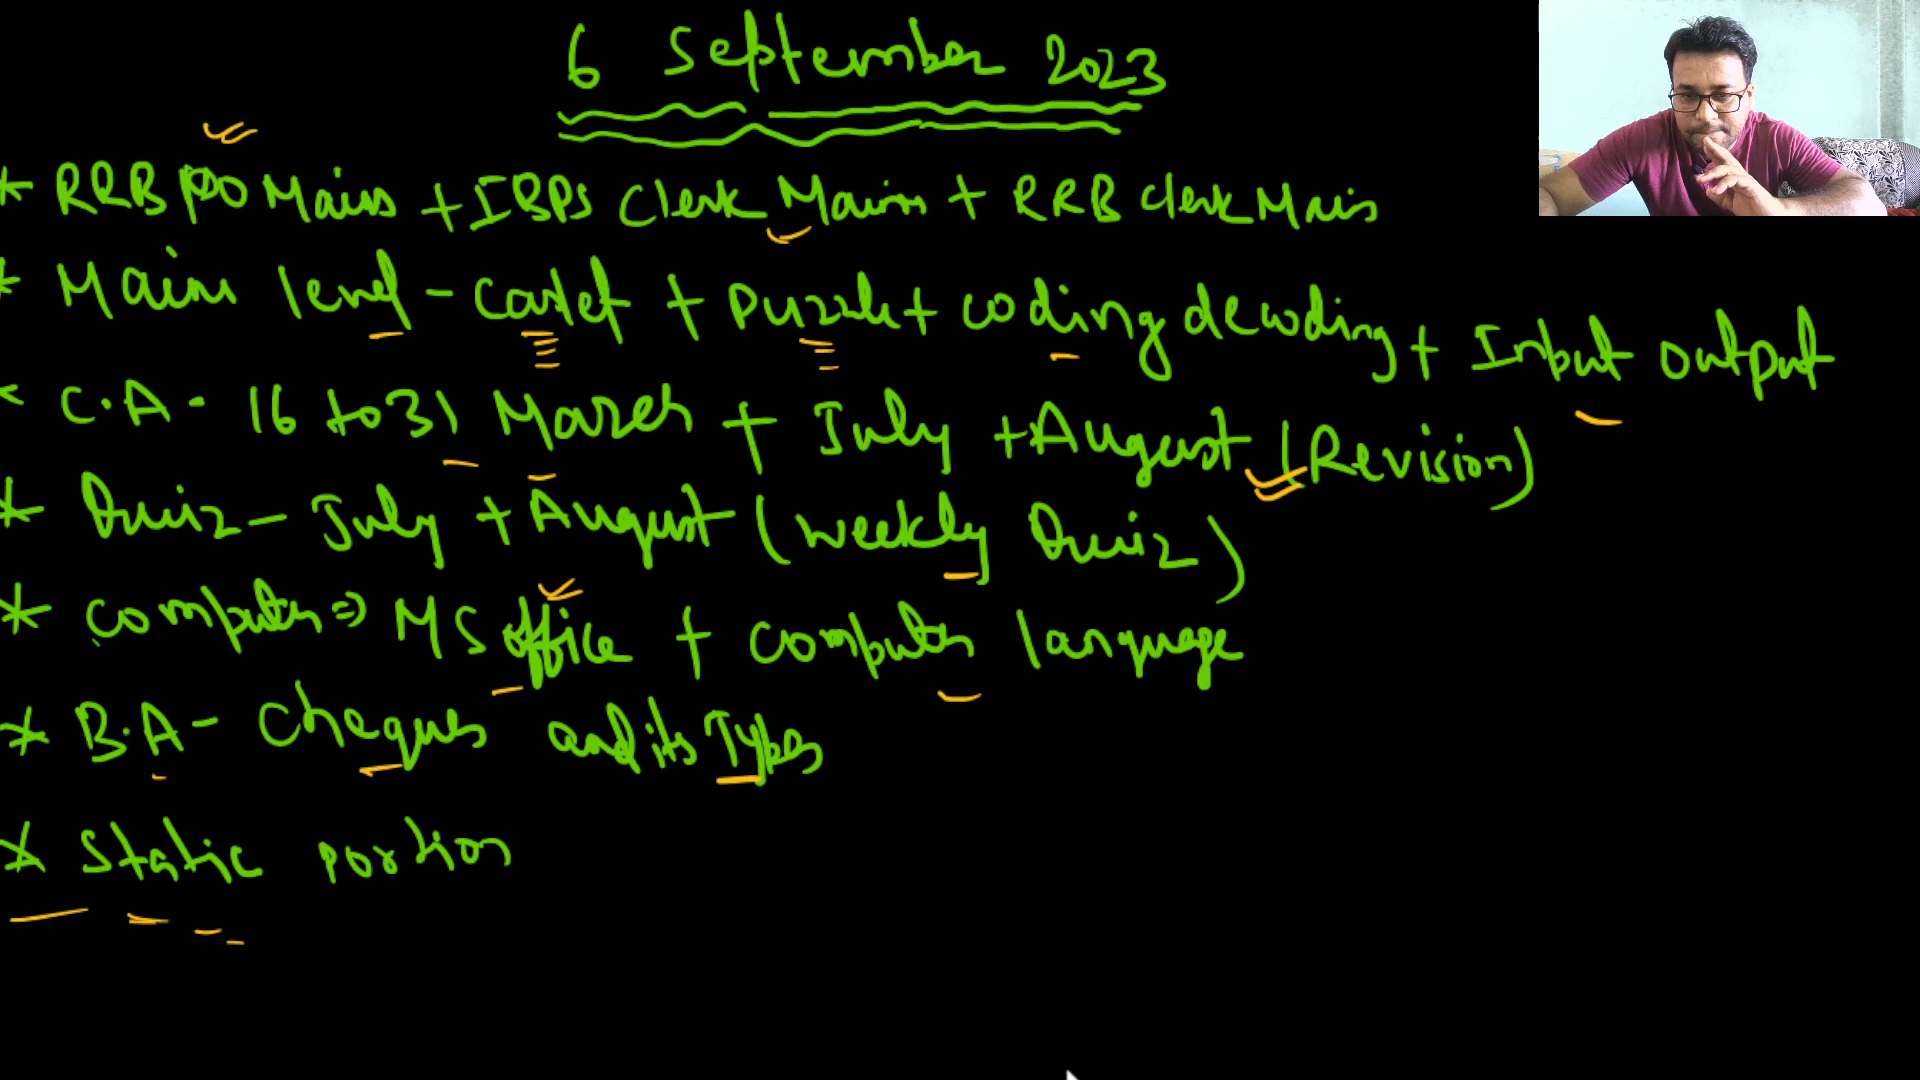 6 September 2023
* RRB PO Mains + IBPS Clerk Mains + RRB Clerk Mains
* Mains level - Caslet + Puzzle + coding decoding + Input output
* C.A - 16 to 31 March + July + August (Revision)
* Quiz - July + August (weekly Quiz)
* Computer => MS office + Computer language
* B.A - Cheques and its Types
* Static portion